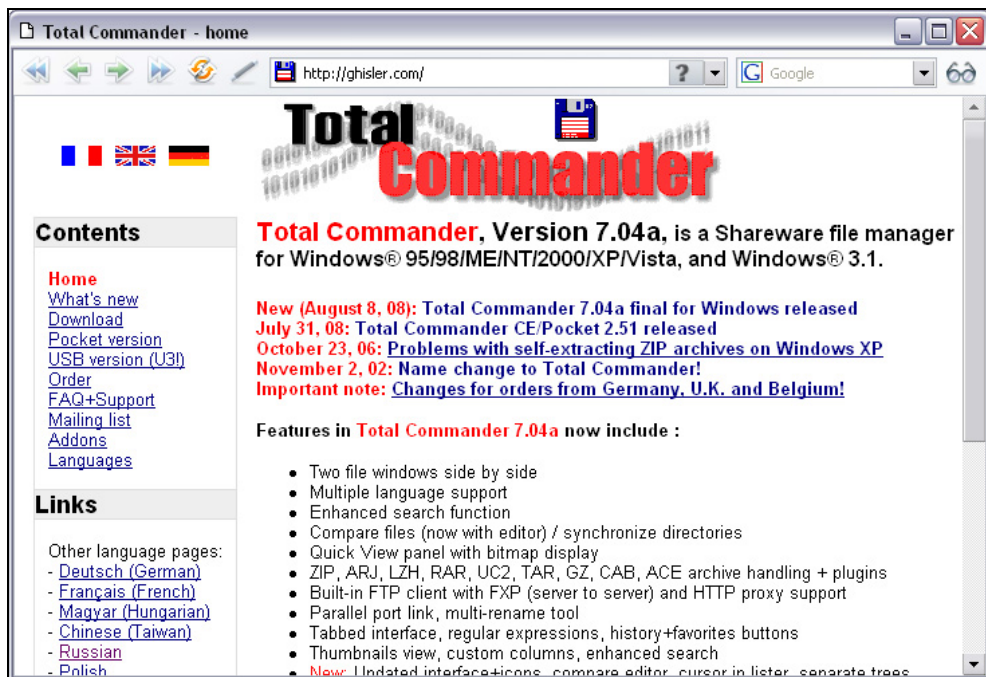 Total Commander - home
http://ghisler.com/
?
G Google
Total
Commander
Contents
Home
What's new
Download
Pocket version
USB version (U3!)
Order
FAQ+Support
Mailing list
Addons
Languages
Links
Other language pages:
- Deutsch (German)
- Français (French)
- Magyar (Hungarian)
- Chinese (Taiwan)
- Russian
- Polish
Total Commander, Version 7.04a, is a Shareware file manager
for Windows® 95/98/ME/NT/2000/XP/Vista, and Windows® 3.1.
New (August 8, 08): Total Commander 7.04a final for Windows released
July 31, 08: Total Commander CE/Pocket 2.51 released
October 23, 06: Problems with self-extracting ZIP archives on Windows XP
November 2, 02: Name change to Total Commander!
Important note: Changes for orders from Germany, U.K. and Belgium!
Features in Total Commander 7.04a now include :
• Two file windows side by side
• Multiple language support
• Enhanced search function
• Compare files (now with editor) / synchronize directories
• Quick View panel with bitmap display
• ZIP, ARJ, LZH, RAR, UC2, TAR, GZ, CAB, ACE archive handling + plugins
• Built-in FTP client with FXP (server to server) and HTTP proxy support
• Parallel port link, multi-rename tool
• Tabbed interface, regular expressions, history+favorites buttons
• Thumbnails view, custom columns, enhanced search
• New: Updated interface+icons, compare editor, cursor in lister, separate trees